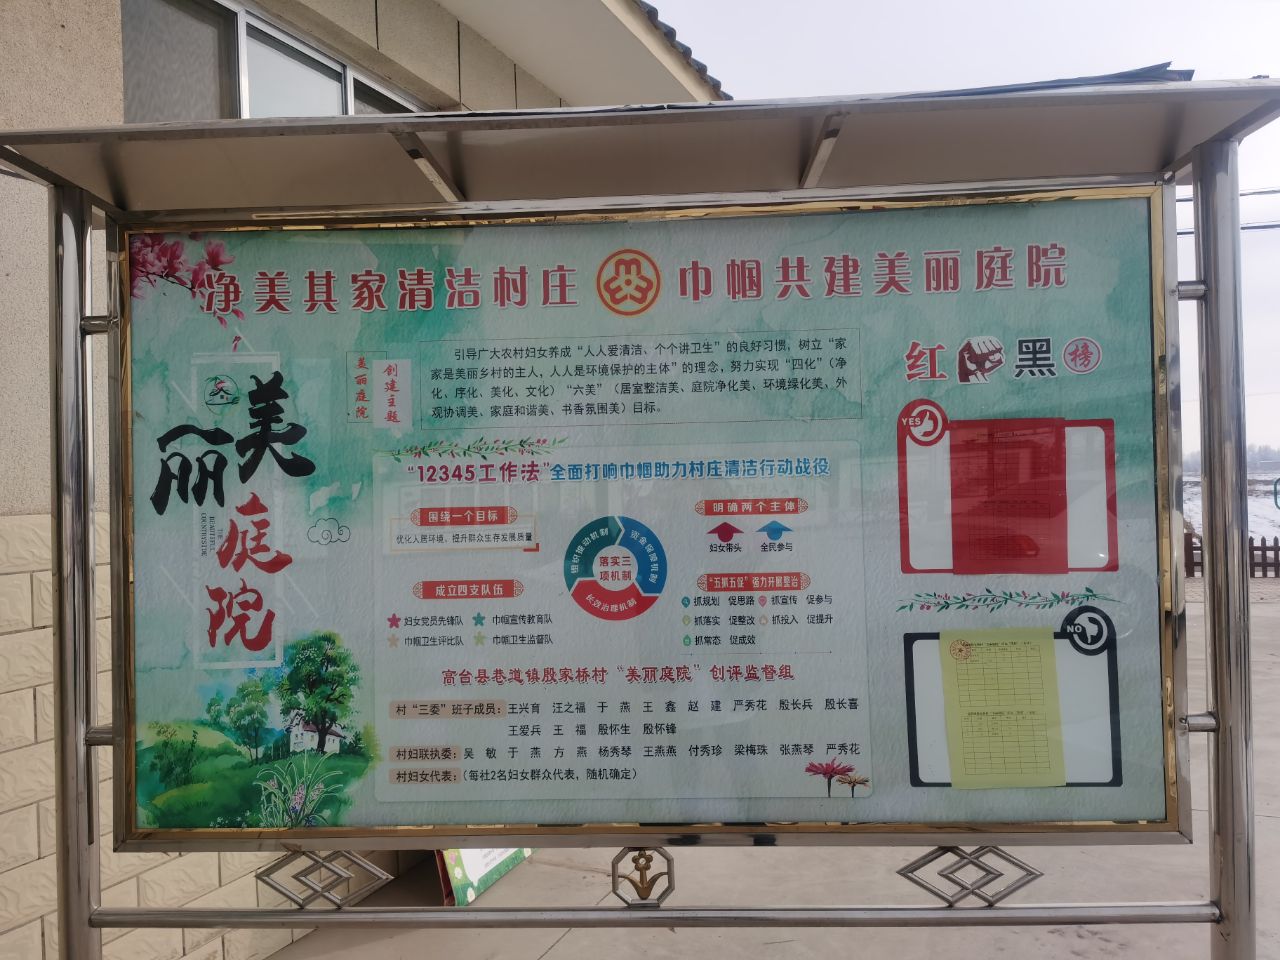 净美其家清洁村庄 巾帼共建美丽庭院
美丽庭院
THE BEAUTIFUL COUNTRYSIDE
美丽庭院
创建主题
引导广大农村妇女养成“人人爱清洁、个个讲卫生”的良好习惯，树立“家
家是美丽乡村的主人，人人是环境保护的主体”的理念，努力实现“四化”（净
化、序化、美化、文化）“六美”（居室整洁美、庭院净化美、环境绿化美、外
观协调美、家庭和谐美、书香氛围美）目标。
“12345工作法”全面打响巾帼助力村庄清洁行动战役
围绕一个目标
优化人居环境、提升群众生存发展质量
成立四支队伍
妇女党员先锋队 巾帼宣传教育队
巾帼卫生评比队 巾帼卫生监督队
组织推动机制
资金保障机制
长效治理机制
落实三
项机制
明确两个主体
妇女带头 全民参与
“五抓五促”强力开展整治
抓规划 促思路 抓宣传 促参与
抓落实 促整改 抓投入 促提升
抓常态 促成效
高台县巷道镇殷家桥村“美丽庭院”创评监督组
村“三委”班子成员：王兴育 汪之福 于燕 王鑫 赵建 严秀花 殷长兵 殷长喜
王爱兵 王福 殷怀生 殷怀锋
村妇联执委：吴敏 于燕 方燕 杨秀琴 王燕燕 付秀珍 梁梅珠 张燕琴 严秀花
村妇女代表：（每社2名妇女群众代表，随机确定）
红黑榜
YES
NO